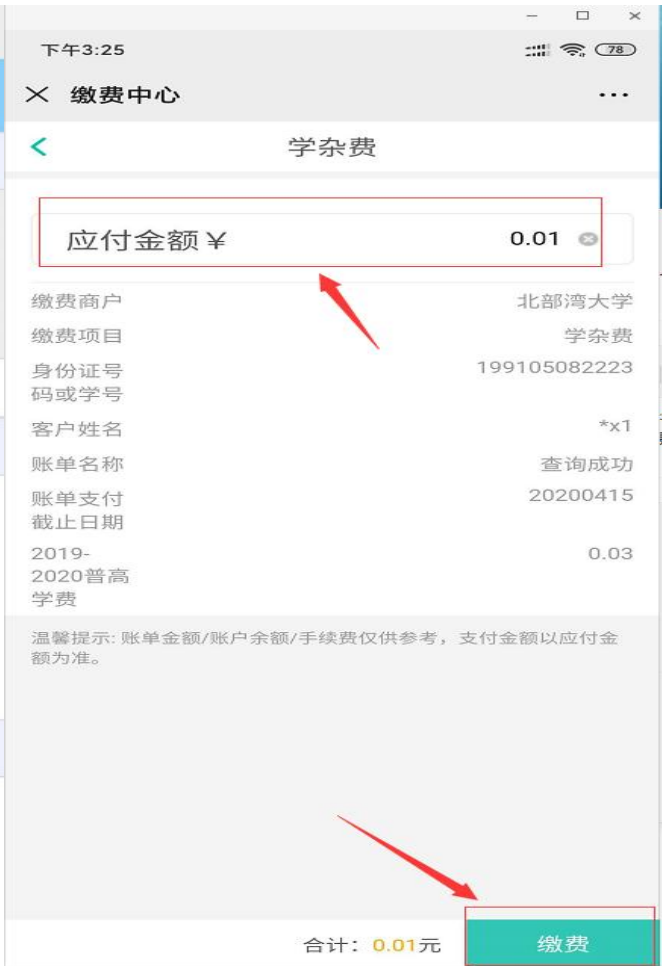 下午3:25
78
缴费中心
学杂费
应付金额¥ 0.01
缴费商户 北部湾大学
缴费项目 学杂费
身份证号 199105082223
码或学号
客户姓名 *x1
账单名称 查询成功
账单支付 20200415
截止日期
2019- 0.03
2020普高
学费
温馨提示: 账单金额/账户余额/手续费仅供参考，支付金额以应付金
额为准。
合计：0.01元 缴费